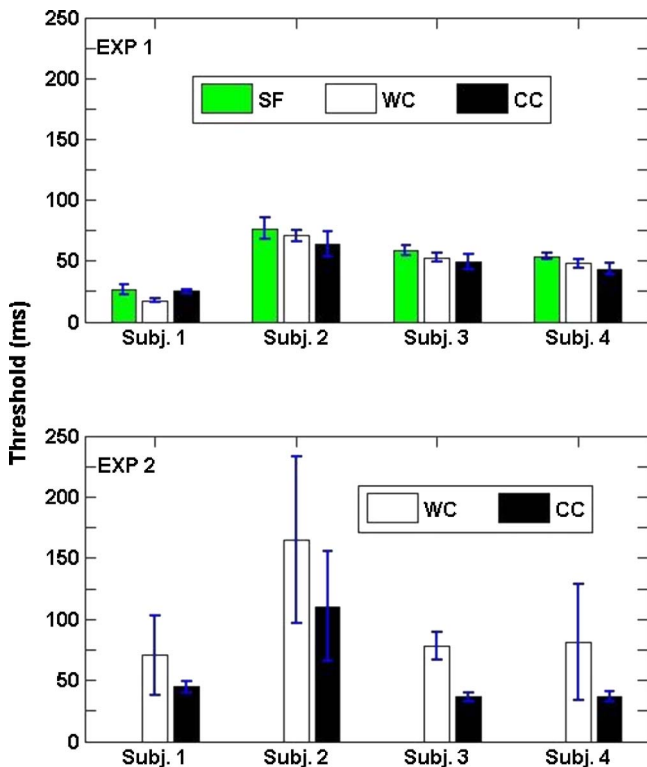 Threshold (ms)
250
200
150
100
50
0
EXP 1
SF WC CC
Subj. 1 Subj. 2 Subj. 3 Subj. 4
250
200
150
100
50
0
EXP 2
WC CC
Subj. 1 Subj. 2 Subj. 3 Subj. 4